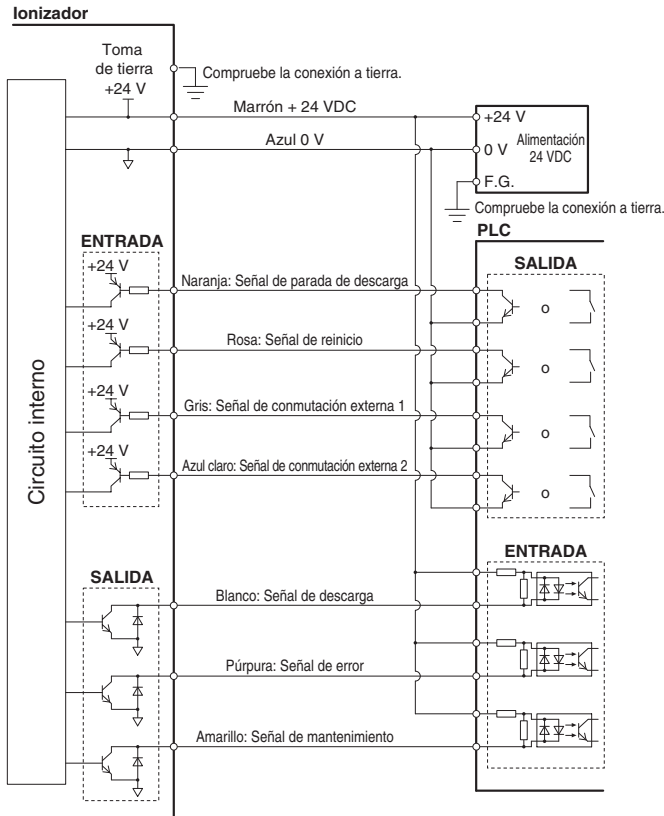 Ionizador
Toma
de tierra
+24 V
Compruebe la conexión a tierra.
Marrón + 24 VDC
Azul 0 V
+24 V
0 V
Alimentación
24 VDC
F.G.
Compruebe la conexión a tierra.
PLC
ENTRADA
SALIDA
+24 V
Naranja: Señal de parada de descarga
o
+24 V
Rosa: Señal de reinicio
o
+24 V
Gris: Señal de conmutación externa 1
o
+24 V
Azul claro: Señal de conmutación externa 2
o
Circuito interno
SALIDA
ENTRADA
Blanco: Señal de descarga
Púrpura: Señal de error
Amarillo: Señal de mantenimiento